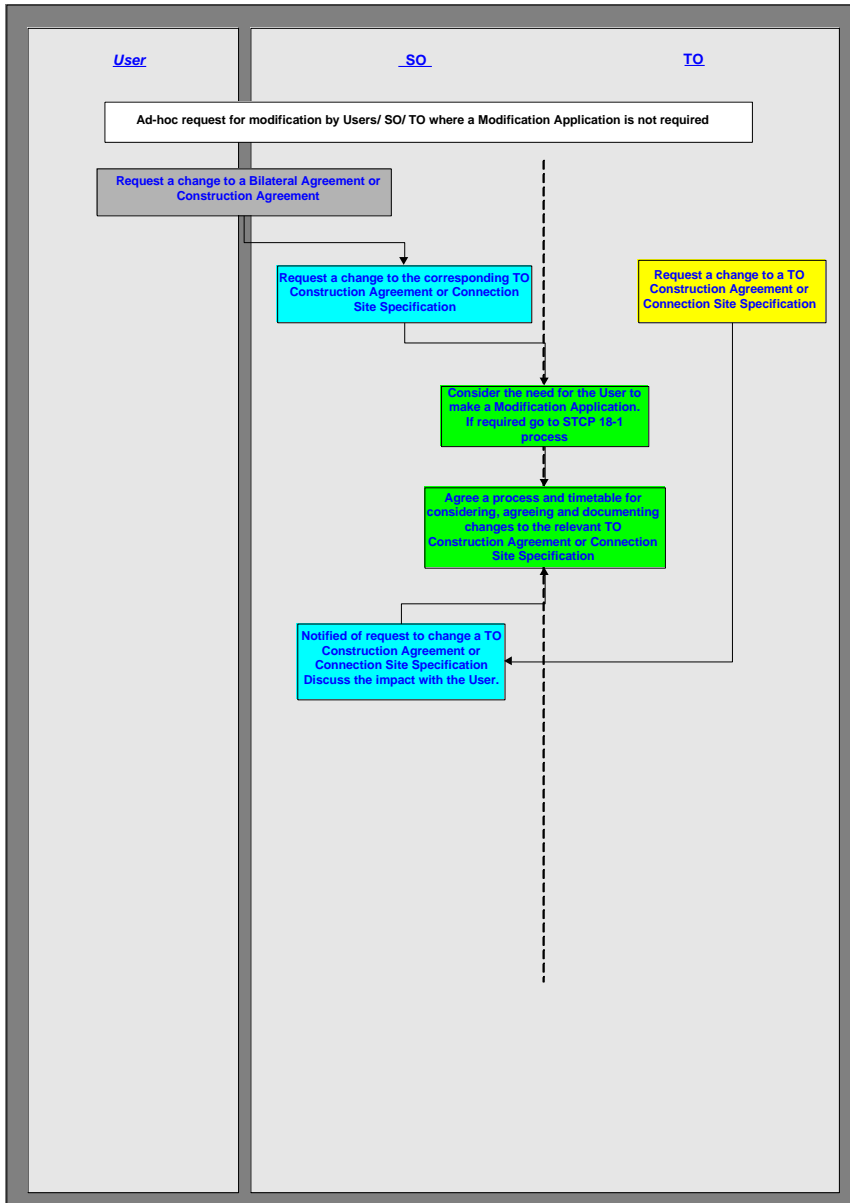 User
SO
TO
Ad-hoc request for modification by Users/ SO/ TO where a Modification Application is not required
Request a change to a Bilateral Agreement or
Construction Agreement
Request a change to the corresponding TO
Construction Agreement or Connection
Site Specification
Request a change to a TO
Construction Agreement or
Connection Site Specification
Consider the need for the User to
make a Modification Application.
If required go to STCP 18-1
process
Agree a process and timetable for
considering, agreeing and documenting
changes to the relevant TO
Construction Agreement or Connection
Site Specification
Notified of request to change a TO
Construction Agreement or
Connection Site Specification
Discuss the impact with the User.